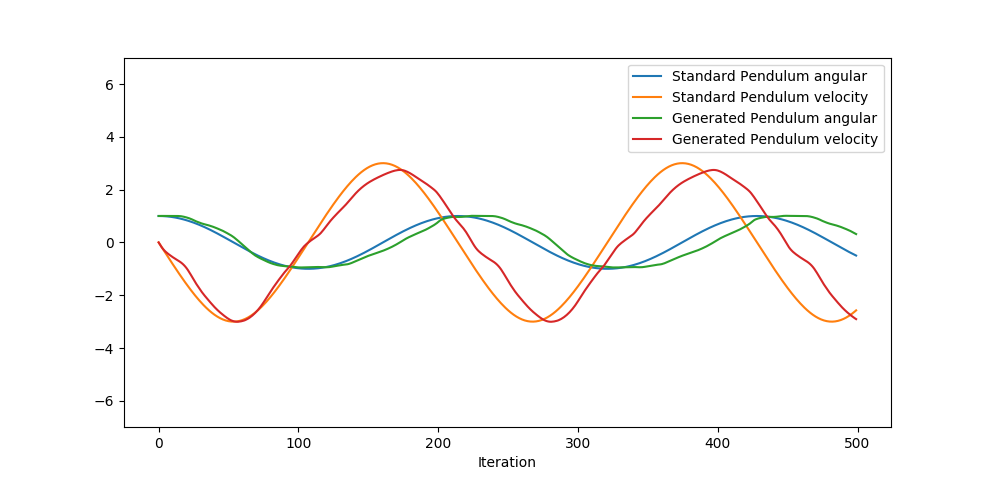 Standard Pendulum angular
Standard Pendulum velocity
Generated Pendulum angular
Generated Pendulum velocity
6
4
2
0
−2
−4
−6
0 100 200 300 400 500
Iteration